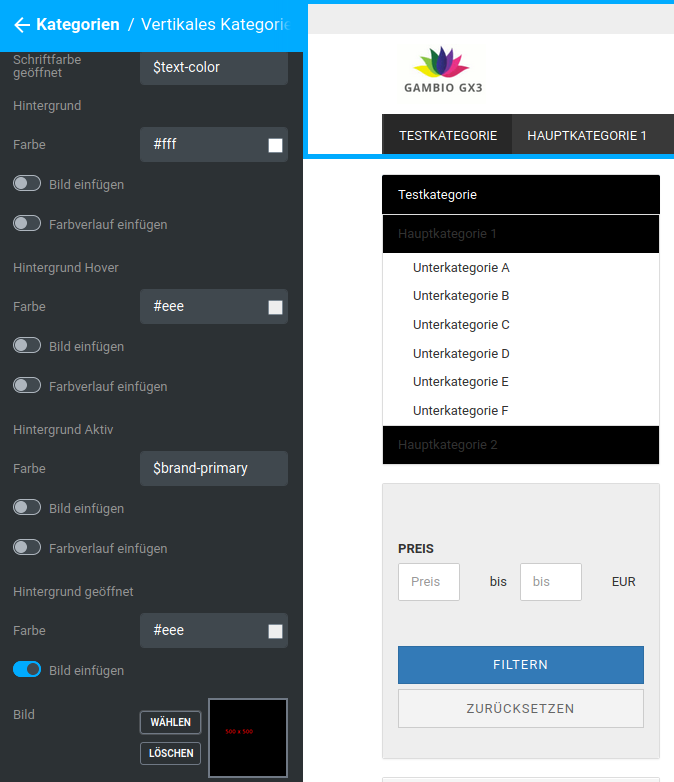 Kategorien / Vertikales Kategorie
Schriftfarbe
geöffnet
$text-color
Hintergrund
Farbe
#fff
Bild einfügen
Farbverlauf einfügen
Hintergrund Hover
Farbe
#eee
Bild einfügen
Farbverlauf einfügen
Hintergrund Aktiv
Farbe
$brand-primary
Bild einfügen
Farbverlauf einfügen
Hintergrund geöffnet
Farbe
#eee
Bild einfügen
Bild
WÄHLEN
LÖSCHEN
500 x 500
GAMBIO GX3
TESTKATEGORIE
HAUPTKATEGORIE 1
Testkategorie
Hauptkategorie 1
Unterkategorie A
Unterkategorie B
Unterkategorie C
Unterkategorie D
Unterkategorie E
Unterkategorie F
Hauptkategorie 2
PREIS
Preis bis bis EUR
FILTERN
ZURÜCKSETZEN